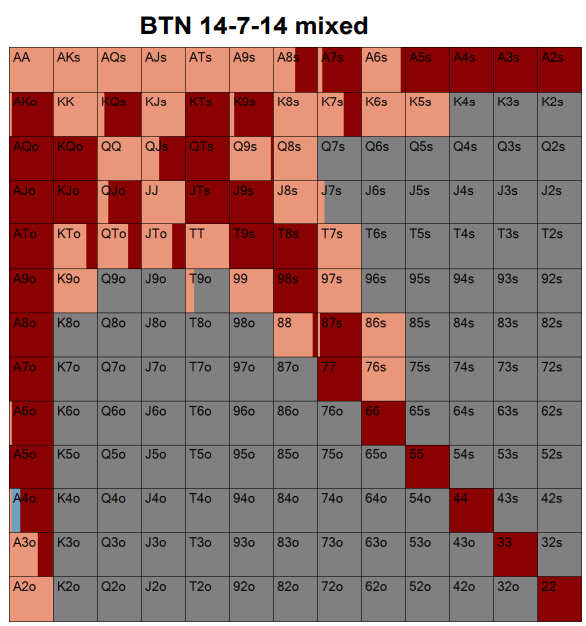 BTN 14-7-14 mixed
AA AKs AQs AJs ATs A9s A8s A7s A6s A5s A4s A3s A2s
AKo KK KQs KJs KTs K9s K8s K7s K6s K5s K4s K3s K2s
AQo KQo QQ QJs QTs Q9s Q8s Q7s Q6s Q5s Q4s Q3s Q2s
AJo KJo QJo JJ JTs J9s J8s J7s J6s J5s J4s J3s J2s
ATo KTo QTo JTo TT T9s T8s T7s T6s T5s T4s T3s T2s
A9o K9o Q9o J9o T9o 99 98s 97s 96s 95s 94s 93s 92s
A8o K8o Q8o J8o T8o 98o 88 87s 86s 85s 84s 83s 82s
A7o K7o Q7o J7o T7o 97o 87o 77 76s 75s 74s 73s 72s
A6o K6o Q6o J6o T6o 96o 86o 76o 66 65s 64s 63s 62s
A5o K5o Q5o J5o T5o 95o 85o 75o 65o 55 54s 53s 52s
A4o K4o Q4o J4o T4o 94o 84o 74o 64o 54o 44 43s 42s
A3o K3o Q3o J3o T3o 93o 83o 73o 63o 53o 43o 33 32s
A2o K2o Q2o J2o T2o 92o 82o 72o 62o 52o 42o 32o 22